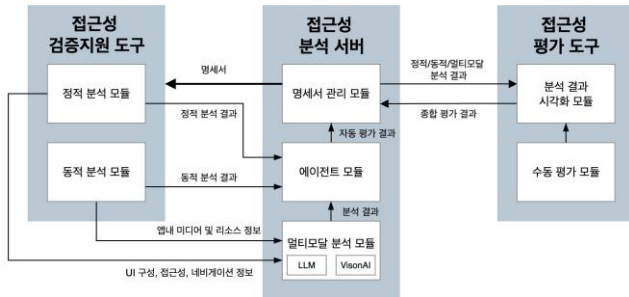 접근성
검증지원 도구
정적 분석 모듈
동적 분석 모듈
명세서
정적 분석 결과
동적 분석 결과
앱내 미디어 및 리소스 정보
UI 구성, 접근성, 네비게이션 정보
접근성
분석 서버
명세서 관리 모듈
자동 평가 결과
에이전트 모듈
분석 결과
멀티모달 분석 모듈
LLM
VisonAI
정적/동적/멀티모달
분석 결과
종합 평가 결과
접근성
평가 도구
분석 결과
시각화 모듈
수동 평가 모듈